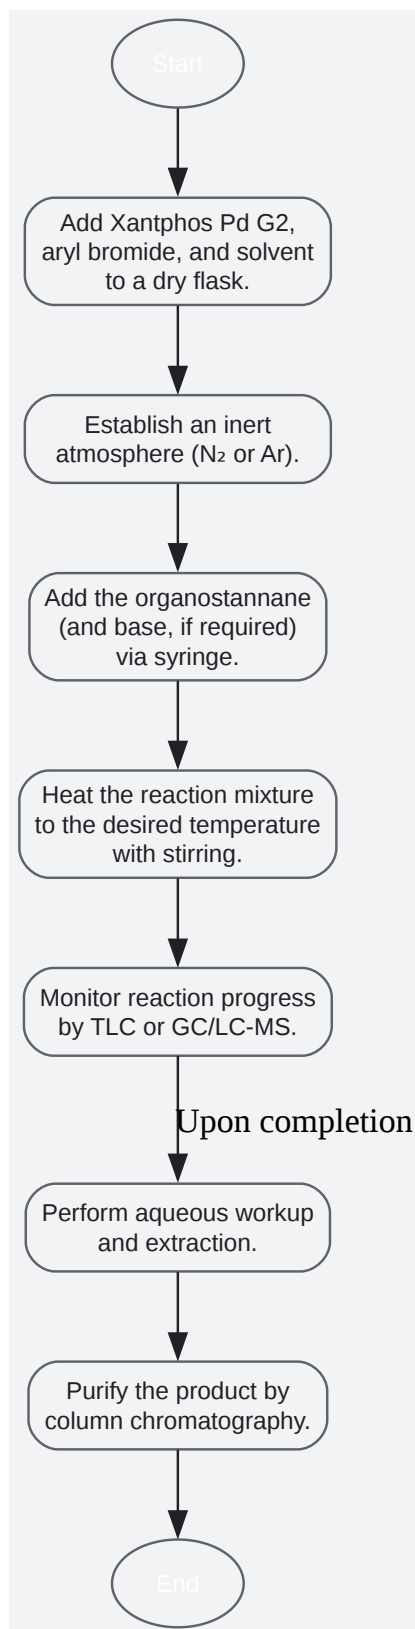 Start
Add Xantphos Pd G2,
aryl bromide, and solvent
to a dry flask.
Establish an inert
atmosphere (N₂ or Ar).
Add the organostannane
(and base, if required)
via syringe.
Heat the reaction mixture
to the desired temperature
with stirring.
Monitor reaction progress
by TLC or GC/LC-MS.
Upon completion
Perform aqueous workup
and extraction.
Purify the product by
column chromatography.
End